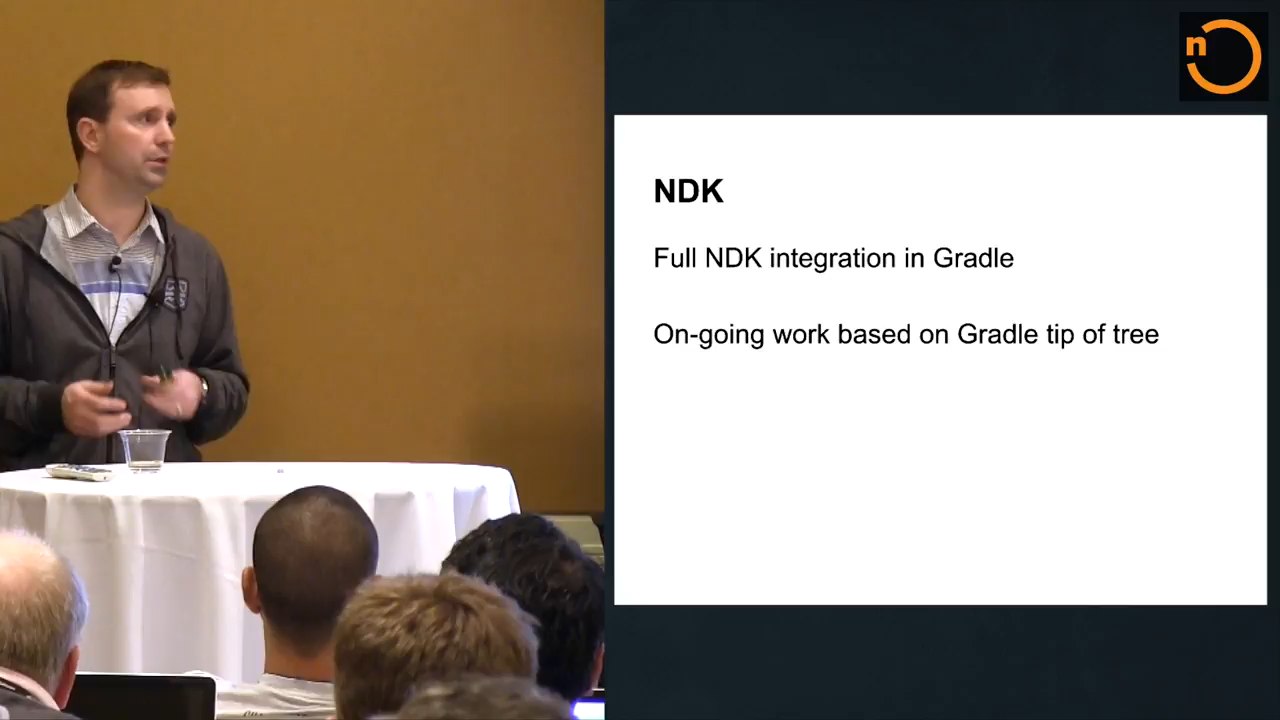 n
NDK
Full NDK integration in Gradle
On-going work based on Gradle tip of tree